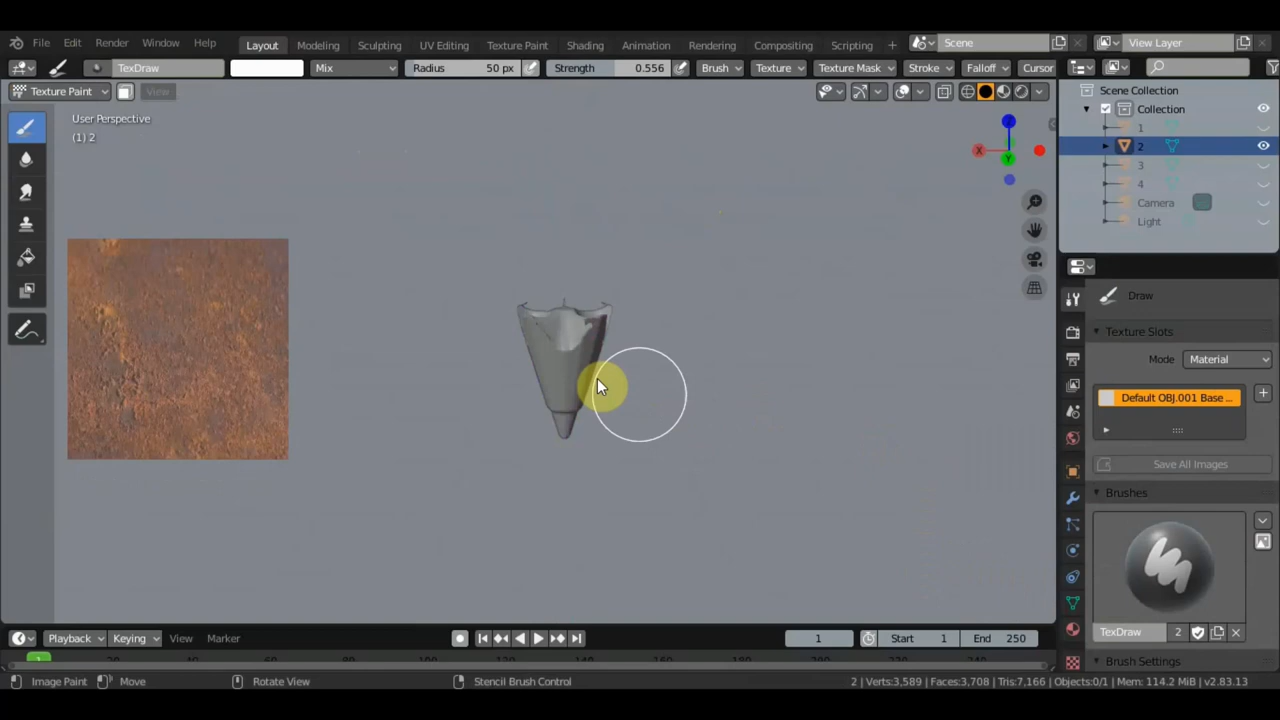 File Edit Render Window Help Layout Modeling Sculpting UV Editing Texture Paint Shading Animation Rendering Compositing Scripting + Scene View Layer
TexDraw Mix Radius 50 px Strength 0.556 Brush Texture Texture Mask Stroke Falloff Cursor
Texture Paint View
User Perspective
(1) 2
X
Y
Z
Scene Collection
Collection
1
2
3
4
Camera
Light
Draw
Texture Slots
Mode Material
Default OBJ.001 Base ...
Save All Images
Brushes
TexDraw 2
Brush Settings
Playback Keying View Marker 1 Start 1 End 250
1
Image Paint Move Rotate View Stencil Brush Control 2 | Verts:3,589 | Faces:3,708 | Tris:7,166 | Objects:0/1 | Mem: 114.2 MiB | v2.83.13